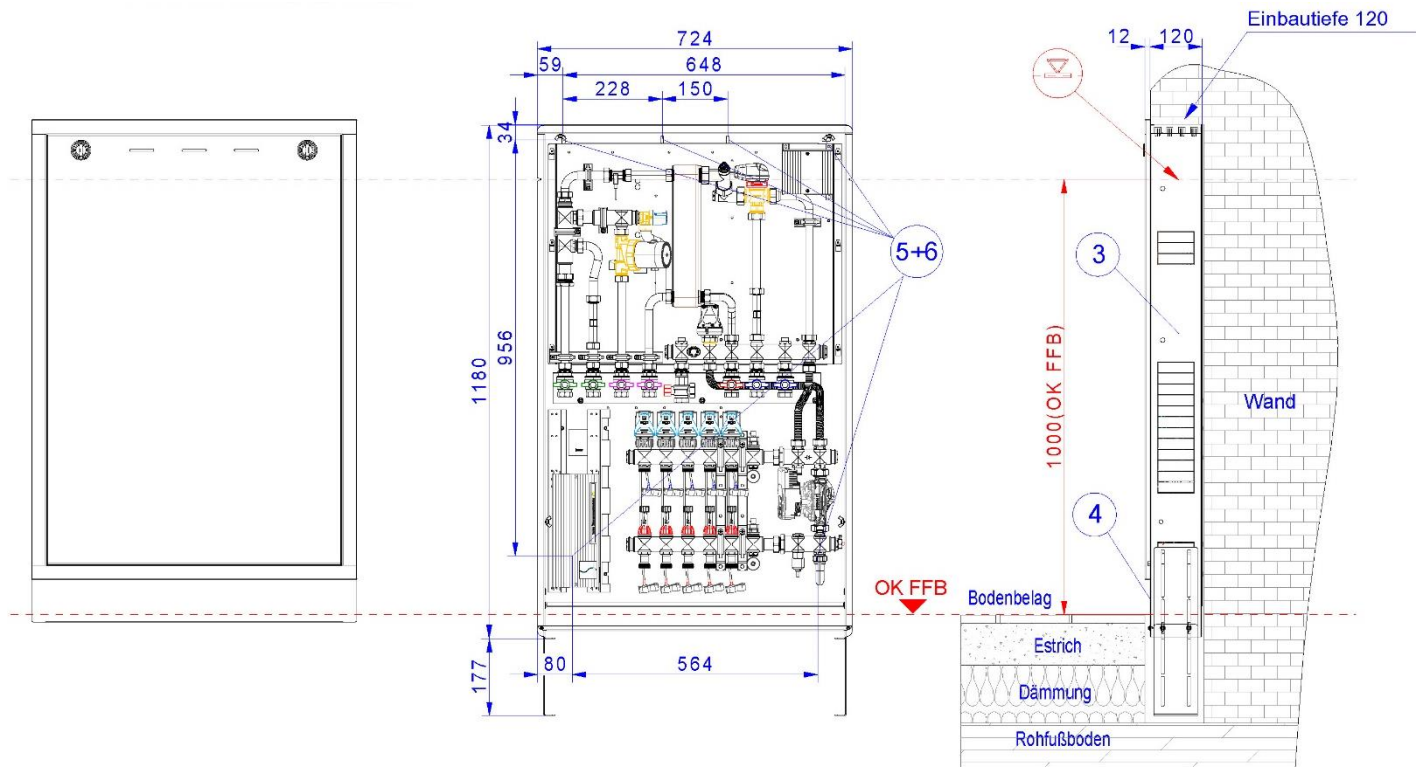 Einbautiefe 120
724
12
120
59
648
228
150
34
5+6
3
956
1180
1000(OK FFB)
Wand
4
OK FFB
Bodenbelag
Estrich
80
564
177
Dämmung
Rohfußboden